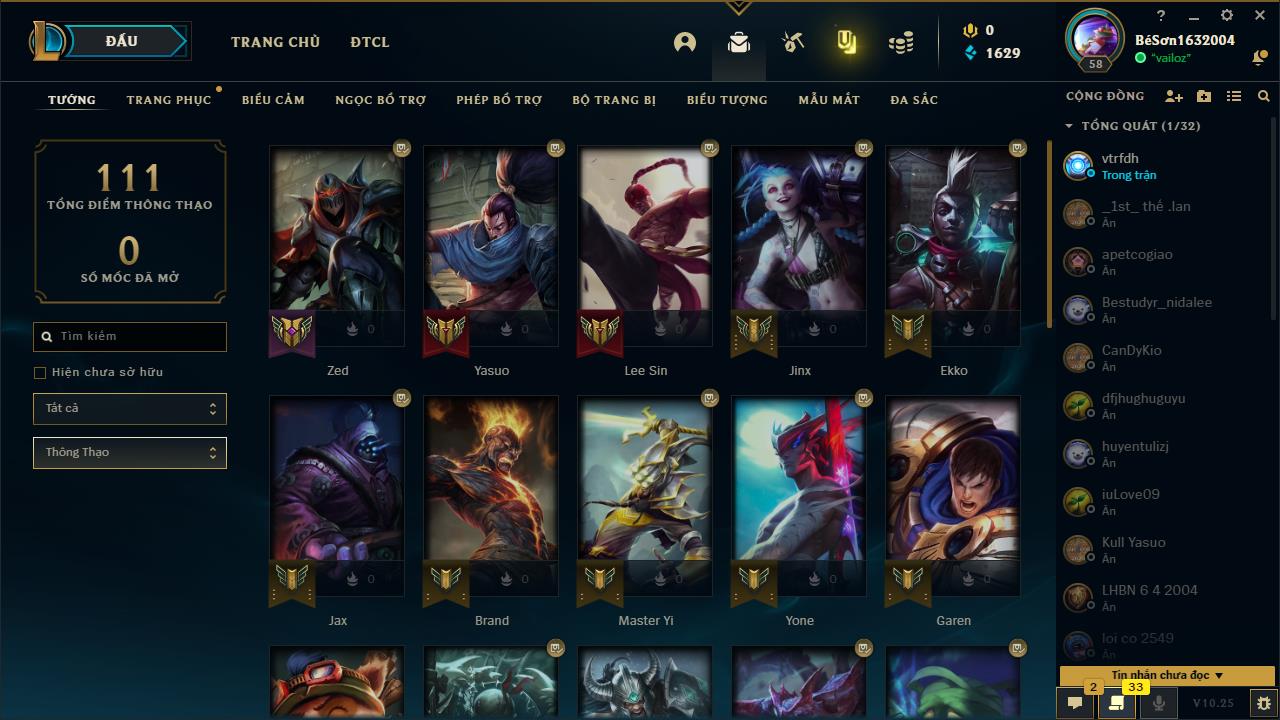 ĐẤU
TRANG CHỦ
ĐTCL
0
1629
?
BéSơn1632004
"vailoz"
58
TƯỚNG
TRANG PHỤC
BIỂU CẢM
NGỌC BỔ TRỢ
PHÉP BỔ TRỢ
BỘ TRANG BỊ
BIỂU TƯỢNG
MẪU MẮT
ĐA SẮC
CỘNG ĐỒNG
TỔNG QUÁT (1/32)
111
TỔNG ĐIỂM THÔNG THẠO
0
SỐ MỐC ĐÃ MỞ
Tìm kiếm
Hiện chưa sở hữu
Tất cả
Thông Thạo
0
0
0
0
0
Zed
Yasuo
Lee Sin
Jinx
Ekko
0
0
0
0
0
Jax
Brand
Master Yi
Yone
Garen
vtrfdh
Trong trận
_1st_ thế .lan
Ẩn
apetcogiao
Ẩn
Bestudyr_nidalee
Ẩn
CanDyKio
Ẩn
dfjhughuguyu
Ẩn
huyentulizj
Ẩn
iuLove09
Ẩn
Kull Yasuo
Ẩn
LHBN 6 4 2004
Ẩn
loi co 2549
Ẩn
Tin nhắn chưa đọc
2
33
V10.25